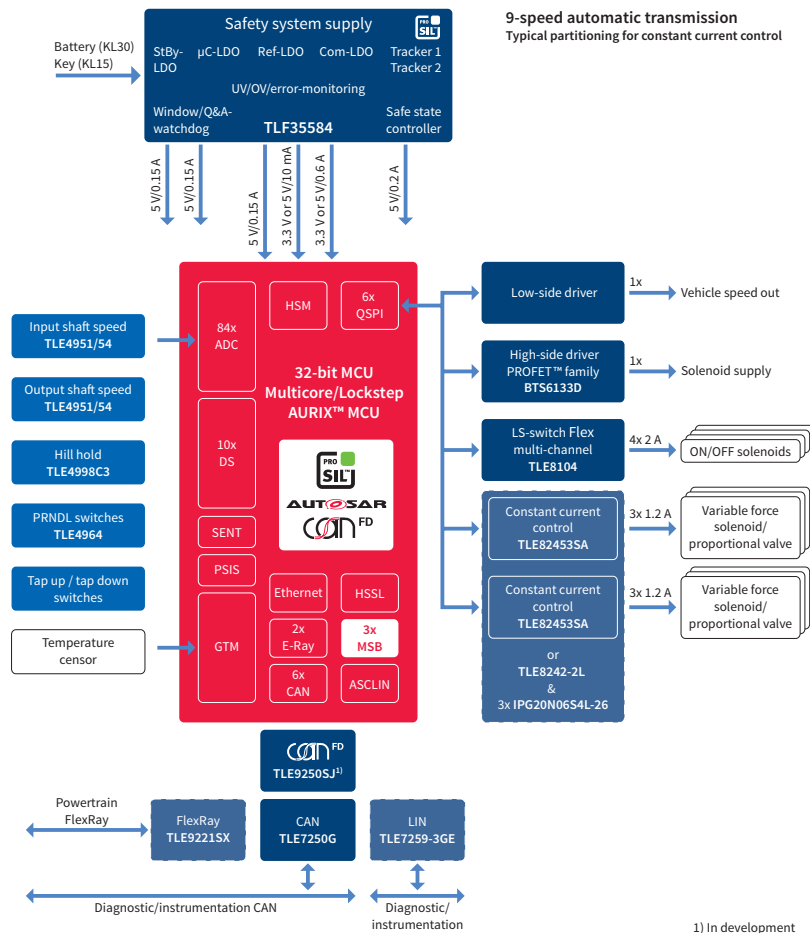 9-speed automatic transmission
Typical partitioning for constant current control
Safety system supply
PRO
SIL
Battery (KL30)
Key (KL15)
StBy-
LDO
µC-LDO
Ref-LDO
Com-LDO
Tracker 1
Tracker 2
UV/OV/error-monitoring
Window/Q&A-
watchdog
TLF35584
Safe state
controller
5 V/0.15 A
5 V/0.15 A
5 V/0.15 A
3.3 V or 5 V/10 mA
3.3 V or 5 V/0.6 A
5 V/0.2 A
Input shaft speed
TLE4951/54
Output shaft speed
TLE4951/54
Hill hold
TLE4998C3
PRNDL switches
TLE4964
Tap up / tap down
switches
Temperature
censor
84x
ADC
HSM
6x
QSPI
32-bit MCU
Multicore/Lockstep
AURIX™ MCU
10x
DS
PRO
SIL™
AUTOSAR
CAN FD
SENT
PSIS
GTM
Ethernet
HSSL
2x
E-Ray
3x
MSB
6x
CAN
ASCLIN
Low-side driver
1x
Vehicle speed out
High-side driver
PROFET™ family
BTS6133D
1x
Solenoid supply
LS-switch Flex
multi-channel
TLE8104
4x 2 A
ON/OFF solenoids
Constant current
control
TLE82453SA
3x 1.2 A
Variable force
solenoid/
proportional valve
Constant current
control
TLE82453SA
3x 1.2 A
Variable force
solenoid/
proportional valve
or
TLE8242-2L
&
3x IPG20N06S4L-26
CAN FD
TLE9250SJ1)
Powertrain
FlexRay
FlexRay
TLE9221SX
CAN
TLE7250G
LIN
TLE7259-3GE
Diagnostic/instrumentation CAN
Diagnostic/
instrumentation
1) In development